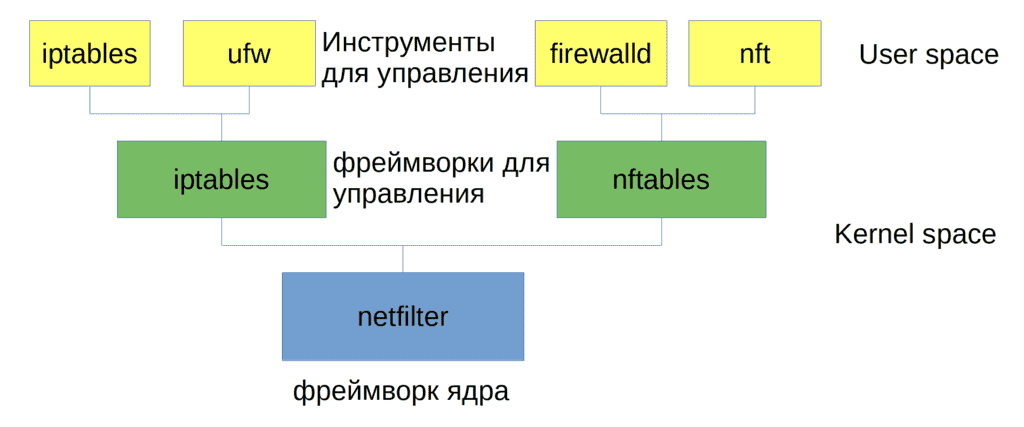 iptables
ufw
Инструменты
для управления
firewalld
nft
User space
iptables
фреймворки для
управления
nftables
Kernel space
netfilter
фреймворк ядра